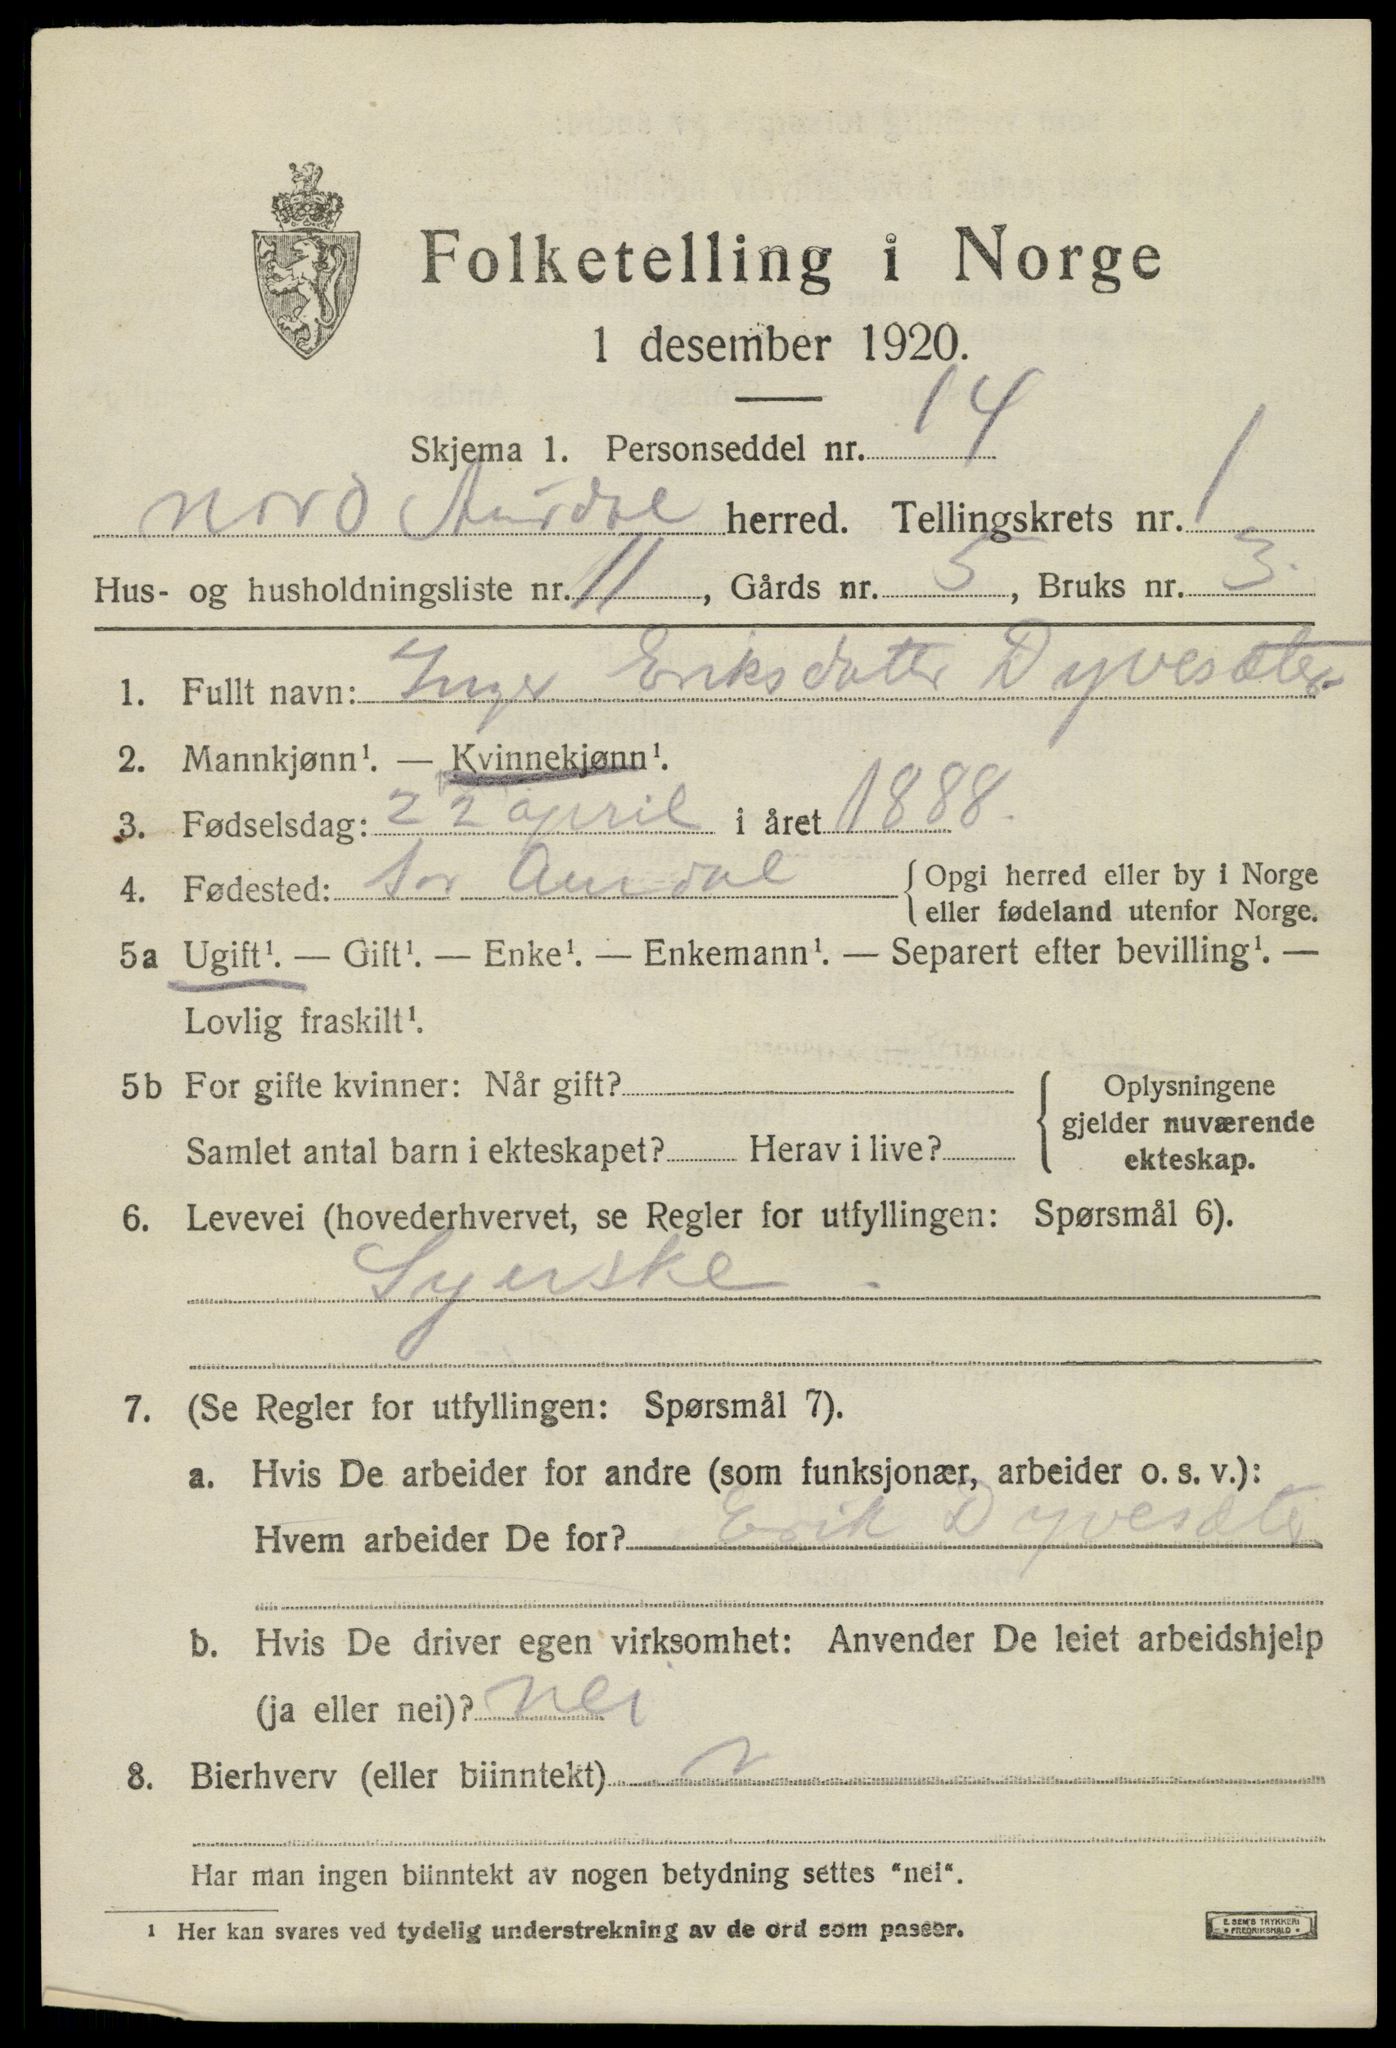 Folketelling i Norge
1 desember 1920.
Skjema 1. Personseddel nr. 14
Nord Aurdal herred. Tellingskrets nr. 1
Hus- og husholdningsliste nr. 11, Gårds nr. 5, Bruks nr. 3.
1. Fullt navn: Inger Eriksdatter Dyvesæter
2. Mannkjønn¹. — Kvinnekjønn¹.
3. Fødselsdag: 22 april i året 1888.
4. Fødested: Sør Aurdal { Opgi herred eller by i Norge
eller fødeland utenfor Norge.
5a Ugift¹. — Gift¹. — Enke¹. — Enkemann¹. — Separert efter bevilling¹. —
Lovlig fraskilt¹.
5b For gifte kvinner: Når gift?
Samlet antal barn i ekteskapet? Herav i live?
{ Oplysningene
gjelder nuværende
ekteskap.
6. Levevei (hovederhvervet, se Regler for utfyllingen: Spørsmål 6).
Syerske.
7. (Se Regler for utfyllingen: Spørsmål 7).
a. Hvis De arbeider for andre (som funksjonær, arbeider o. s. v.):
Hvem arbeider De for? Erik Dyvesæter
b. Hvis De driver egen virksomhet: Anvender De leiet arbeidshjelp
(ja eller nei)? nei
8. Bierhverv (eller biinntekt)
Har man ingen biinntekt av nogen betydning settes "nei".
1 Her kan svares ved tydelig understrekning av de ord som passer.
E. SEM'S TRYKKERI
FREDRIKSHALD